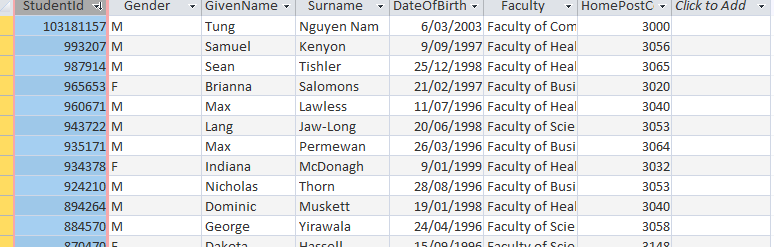 StudentId Gender GivenName Surname DateOfBirth Faculty HomePostC Click to Add
103181157 M Tung Nguyen Nam 6/03/2003 Faculty of Com 3000
993207 M Samuel Kenyon 9/09/1997 Faculty of Heal 3056
987914 M Sean Tishler 25/12/1998 Faculty of Heal 3065
965653 F Brianna Salomons 21/02/1997 Faculty of Busi 3020
960671 M Max Lawless 11/07/1996 Faculty of Heal 3040
943722 M Lang Jaw-Long 20/06/1998 Faculty of Scie 3053
935171 M Max Permewan 26/03/1996 Faculty of Busi 3064
934378 F Indiana McDonagh 9/01/1999 Faculty of Heal 3032
924210 M Nicholas Thorn 28/08/1996 Faculty of Busi 3053
894264 M Dominic Muskett 19/01/1998 Faculty of Heal 3040
884570 M George Yirawala 24/04/1996 Faculty of Scie 3058
870470 F Dakota Hassell 15/09/1996 Faculty of Scie 3148